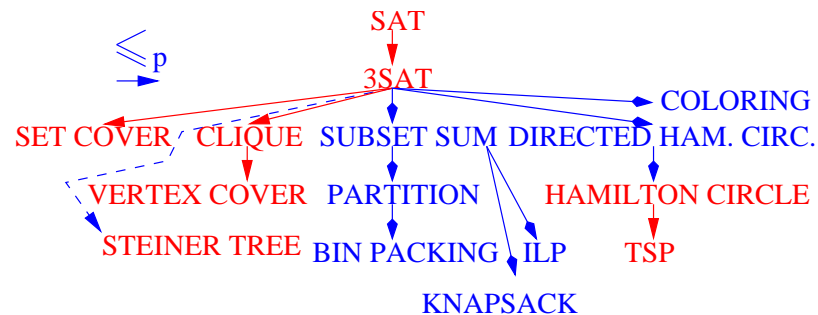 SAT
≤p
3SAT
COLORING
SET COVER CLIQUE SUBSET SUM DIRECTED HAM. CIRC.
VERTEX COVER PARTITION HAMILTON CIRCLE
STEINER TREE BIN PACKING ILP TSP
KNAPSACK